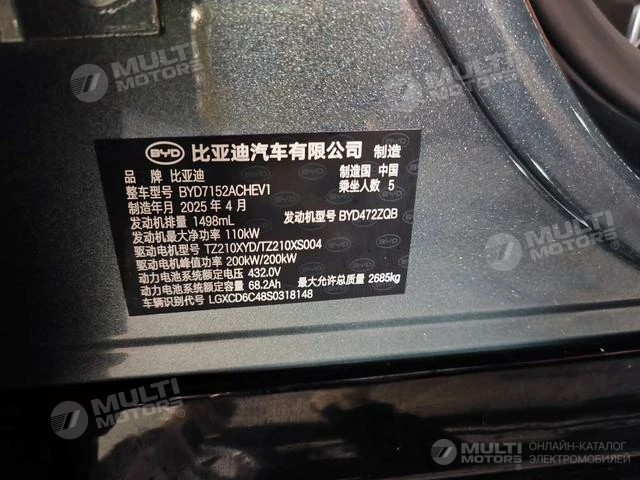 BYD 比亚迪汽车有限公司 制造
品 牌 比亚迪 制造国 中国
整车型号 BYD7152ACHEV1 乘坐人数 5
制造年月 2025 年 4 月
发动机排量 1498mL 发动机型号 BYD472ZQB
发动机最大净功率 110kW
驱动电机型号 TZ210XYD/TZ210XS004
驱动电机峰值功率 200kW/200kW
动力电池系统额定电压 432.0V
动力电池系统额定容量 68.2Ah 最大允许总质量 2685kg
车辆识别代号 LGXCD6C48S0318148
MULTI MOTORS
MULTI MOTORS
MULTI MOTORS
MULTI MOTORS
MULTI MOTORS ОНЛАЙН-КАТАЛОГ ЭЛЕКТРОМОБИЛЕЙ